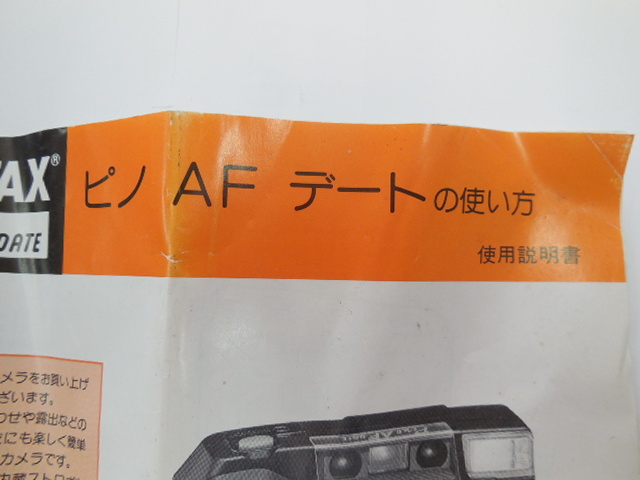 TAX®
DATE
ピノ AF デートの使い方
使用説明書
メラをお買い上げ
ざいます。
わせや露出などの
にも楽しく簡単
カメラです。